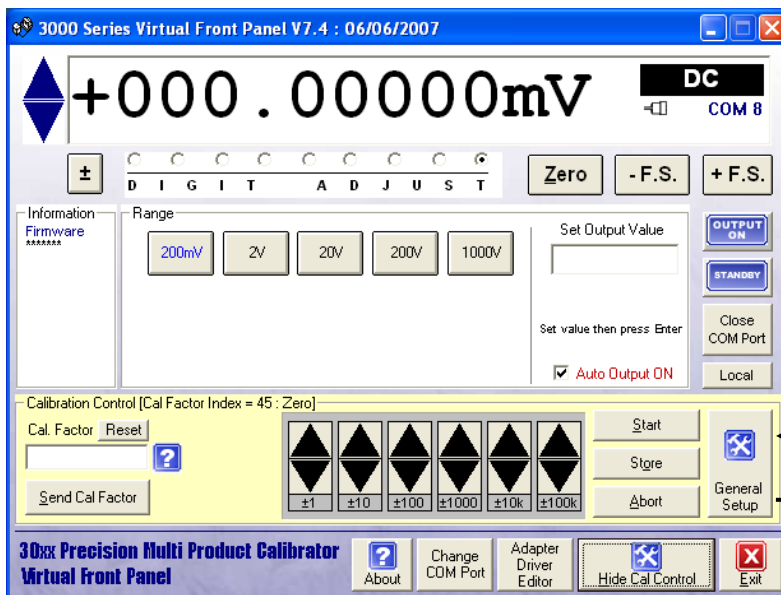 3000 Series Virtual Front Panel V7.4 : 06/06/2007
+000.00000mV
DC
COM 8
±
D I G I T A D J U S T
Zero
- F.S.
+ F.S.
Information
Firmware
*******
Range
200mV
2V
20V
200V
1000V
Set Output Value
Set value then press Enter
Auto Output ON
OUTPUT
ON
STANDBY
Close
COM Port
Local
Calibration Control [Cal Factor Index = 45 : Zero]
Cal. Factor
Reset
?
Send Cal Factor
±1
±10
±100
±1000
±10k
±100k
Start
Store
Abort
General
Setup
30xx Precision Multi Product Calibrator
Virtual Front Panel
?
About
Change
COM Port
Adapter
Driver
Editor
Hide Cal Control
X
Exit